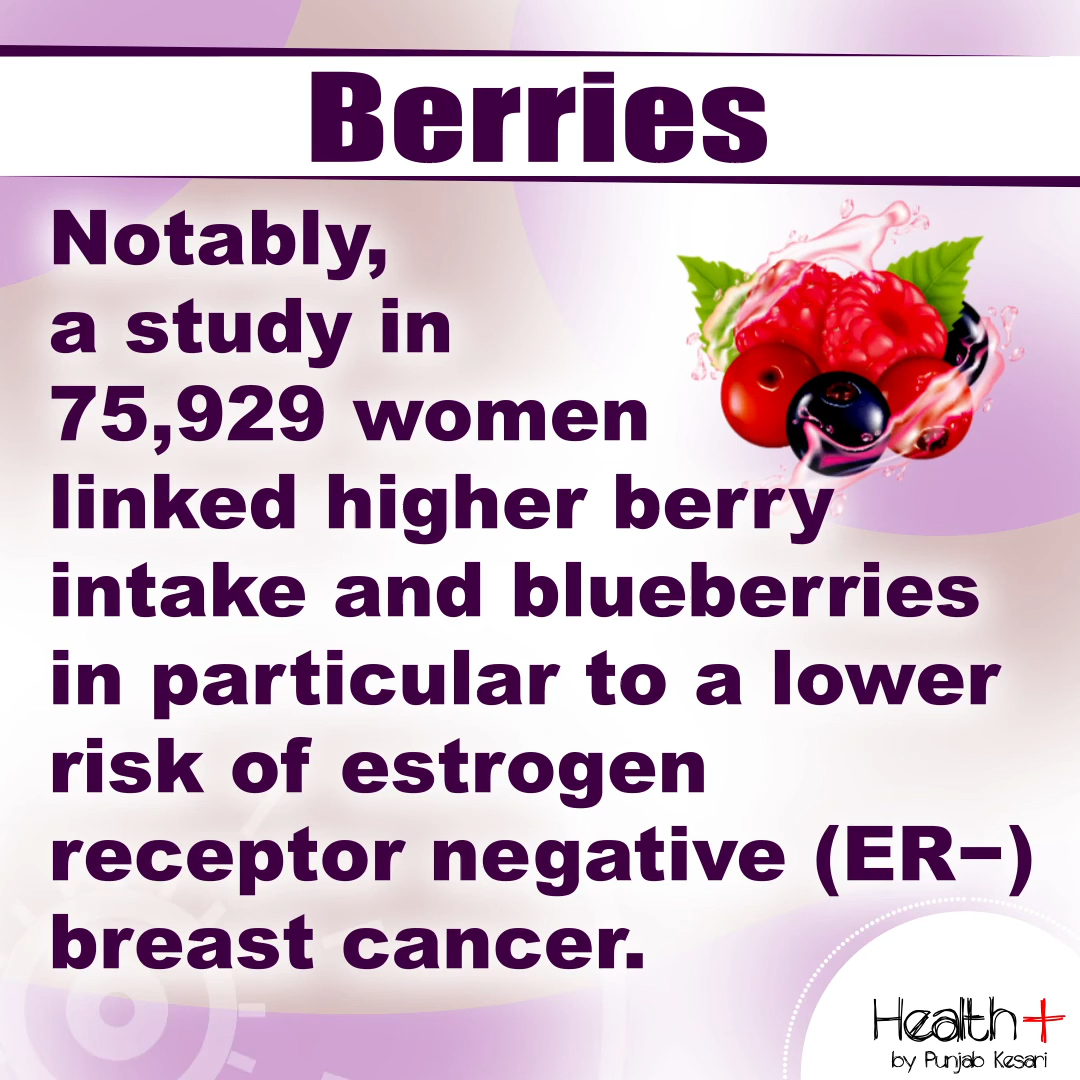 Berries
Notably,
a study in
75,929 women
linked higher berry
intake and blueberries
in particular to a lower
risk of estrogen
receptor negative (ER−)
breast cancer.
Health+
by Punjab Kesari